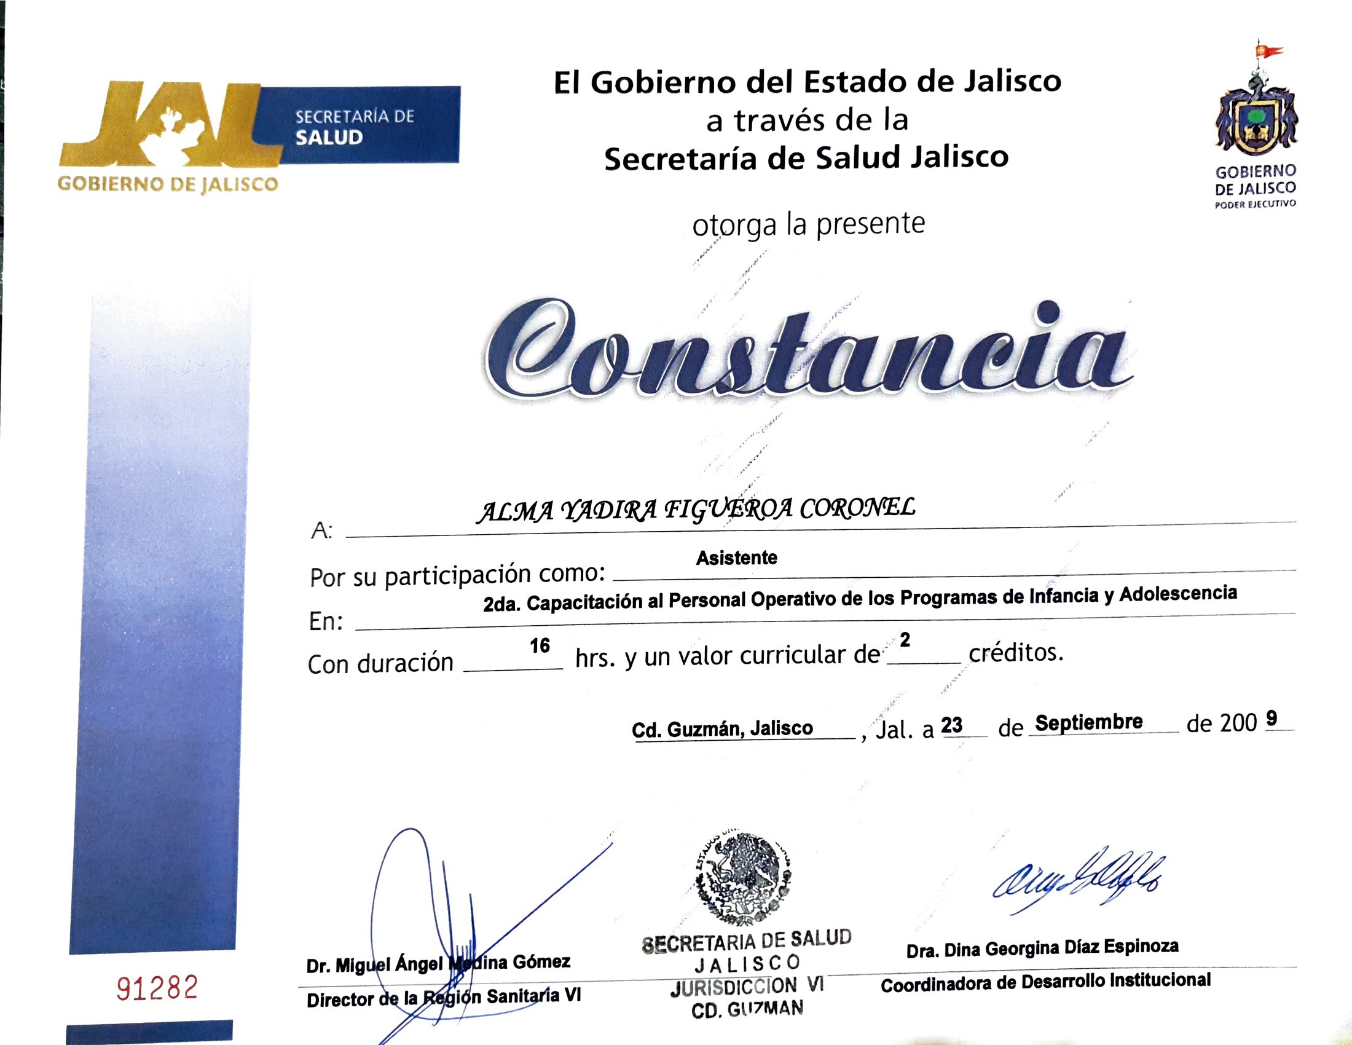 SECRETARÍA DE
SALUD
GOBIERNO DE JALISCO
El Gobierno del Estado de Jalisco
a través de la
Secretaría de Salud Jalisco
GOBIERNO
DE JALISCO
PODER EJECUTIVO
otorga la presente
Constancia
A: ALMA YADIRA FIGUEROA CORONEL
Por su participación como: Asistente
En: 2da. Capacitación al Personal Operativo de los Programas de Infancia y Adolescencia
Con duración 16 hrs. y un valor curricular de 2 créditos.
Cd. Guzmán, Jalisco, Jal. a 23 de Septiembre de 2009
Dr. Miguel Ángel Medina Gómez
Director de la Región Sanitaria VI
SECRETARIA DE SALUD
JALISCO
JURISDICCION VI
CD. GUZMAN
Dra. Dina Georgina Díaz Espinoza
Coordinadora de Desarrollo Institucional
91282